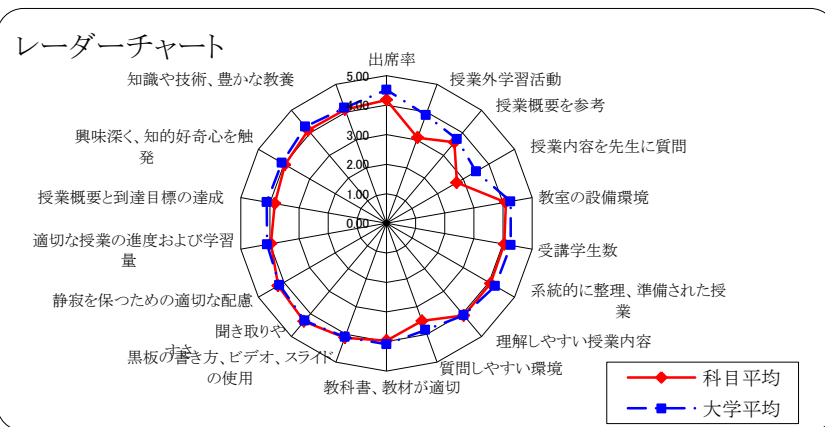 レーダーチャート
出席率
授業外学習活動
授業概要を参考
授業内容を先生に質問
教室の設備環境
受講学生数
系統的に整理、準備された授
業
理解しやすい授業内容
質問しやすい環境
教科書、教材が適切
黒板の書き方、ビデオ、スライド
の使用
聞き取りや
すさ
静寂を保つための適切な配慮
適切な授業の進度および学習
量
授業概要と到達目標の達成
興味深く、知的好奇心を触
発
知識や技術、豊かな教養
5.00
4.00
3.00
2.00
1.00
0.00
科目平均
大学平均